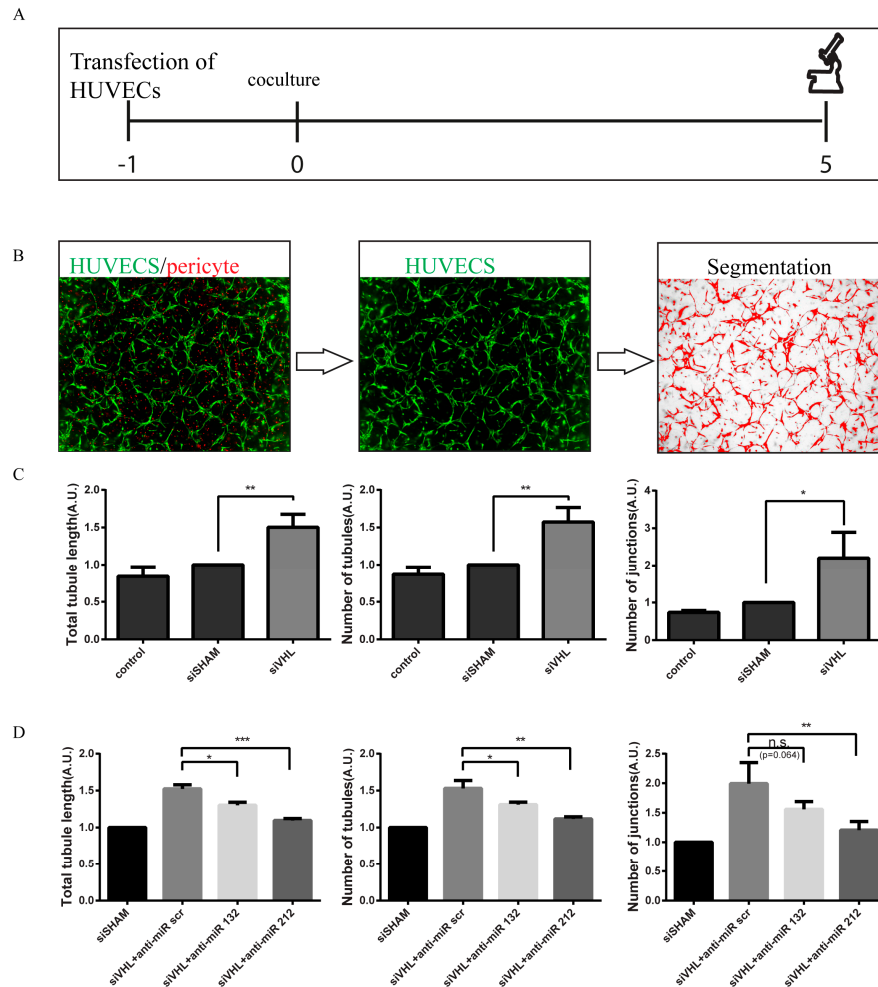 A
Transfection of
HUVECs
coculture
-1
0
5
B
HUVECS/pericyte
HUVECS
Segmentation
C
Total tubule length(A.U.)
2.0
1.5
1.0
0.5
0.0
**
control
siSHAM
siVHL
Number of tubules(A.U.)
2.0
1.5
1.0
0.5
0.0
**
control
siSHAM
siVHL
Number of junctions(A.U.)
4
3
2
1
0
*
control
siSHAM
siVHL
D
Total tubule length(A.U.)
2.0
1.5
1.0
0.5
0.0
***
*
siSHAM
siVHL+anti-miR scr
siVHL+anti-miR 132
siVHL+anti-miR 212
Number of tubules(A.U.)
2.0
1.5
1.0
0.5
0.0
**
*
siSHAM
siVHL+anti-miR scr
siVHL+anti-miR 132
siVHL+anti-miR 212
Number of junctions(A.U.)
2.5
2.0
1.5
1.0
0.5
0.0
**
n.s.
(p=0.064)
siSHAM
siVHL+anti-miR scr
siVHL+anti-miR 132
siVHL+anti-miR 212